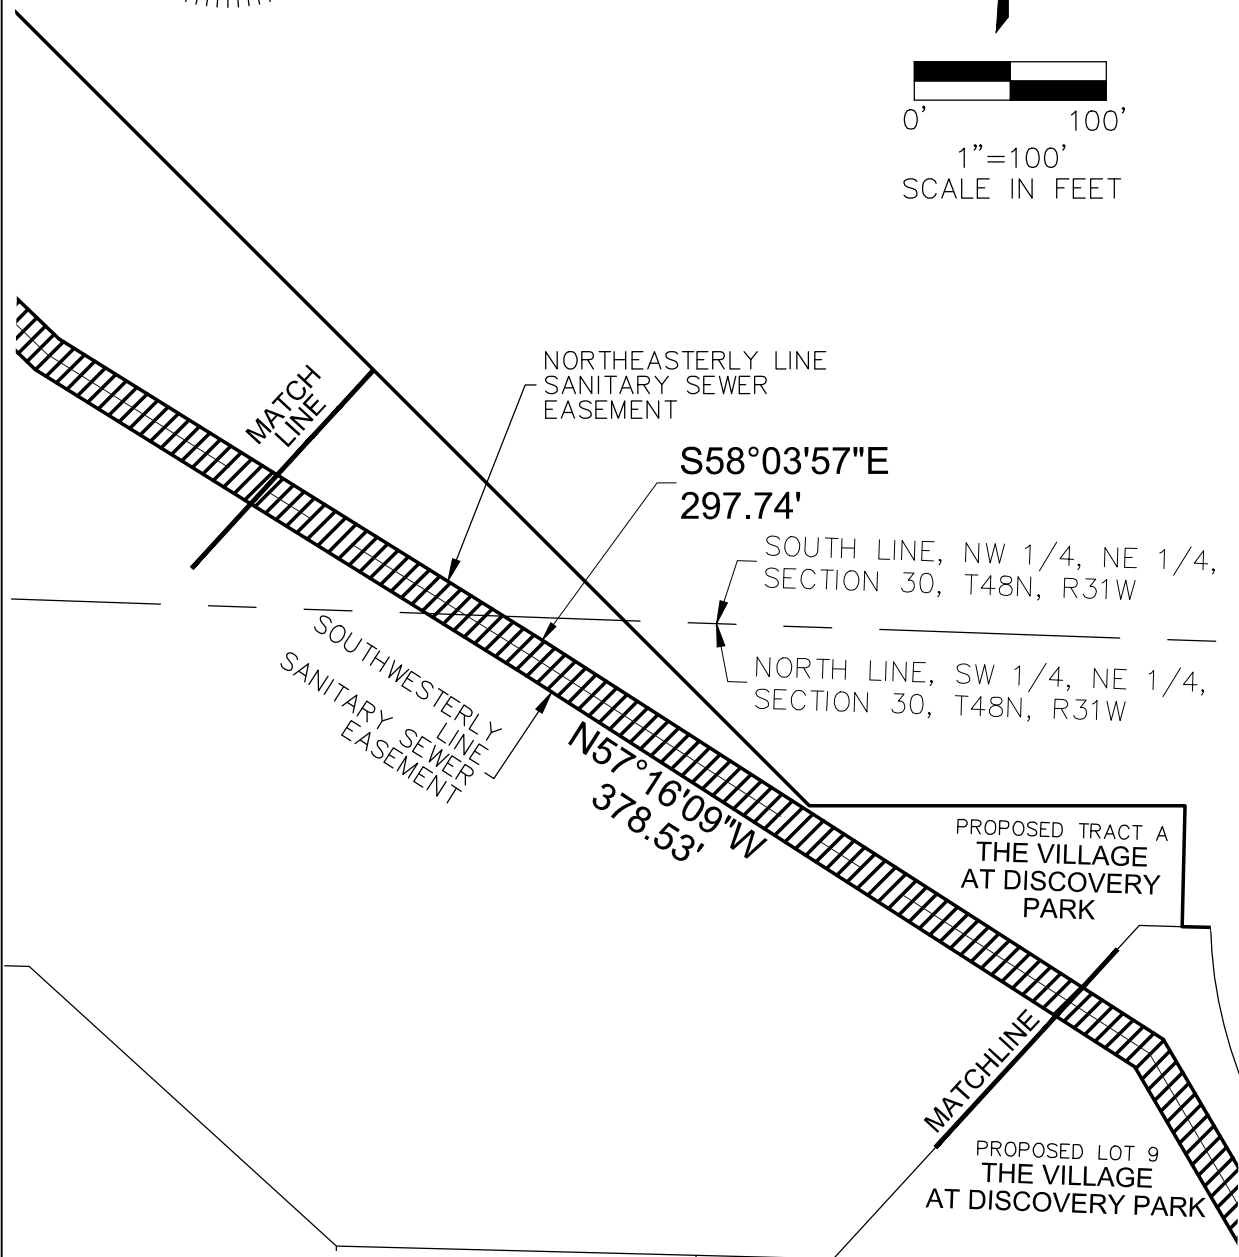 0' 100'
1"=100'
SCALE IN FEET
MATCH
LINE
NORTHEASTERLY LINE
SANITARY SEWER
EASEMENT
S58°03'57"E
297.74'
SOUTH LINE, NW 1/4, NE 1/4,
SECTION 30, T48N, R31W
NORTH LINE, SW 1/4, NE 1/4,
SECTION 30, T48N, R31W
SOUTHWESTERLY
LINE
SANITARY SEWER
EASEMENT
N57°16'09"W
378.53'
PROPOSED TRACT A
THE VILLAGE
AT DISCOVERY
PARK
MATCHLINE
PROPOSED LOT 9
THE VILLAGE
AT DISCOVERY PARK